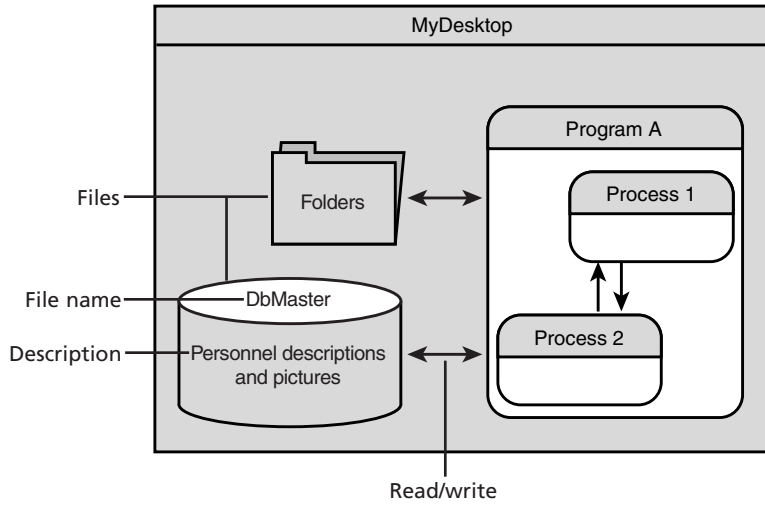 MyDesktop
Program A
Process 1
Folders
Files
File name
DbMaster
Process 2
Description
Personnel descriptions
and pictures
Read/write